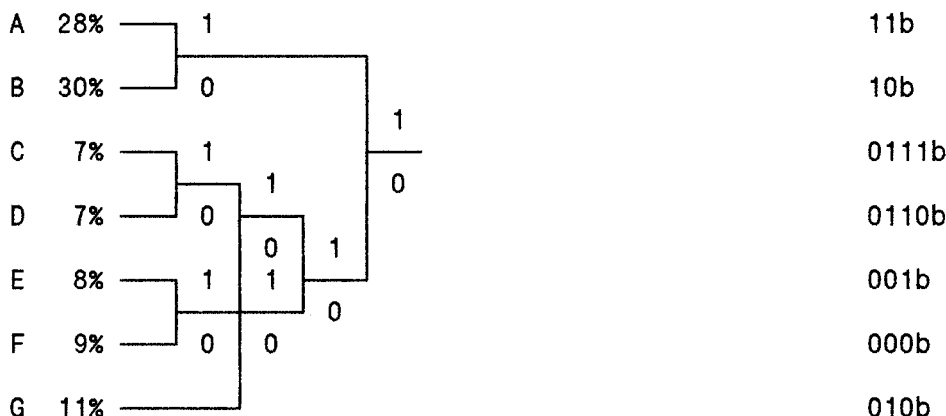 A 28% 1 11b
B 30% 0 10b
1
C 7% 1 0111b
1 0
D 7% 0 0110b
0 1
E 8% 1 1 001b
0
F 9% 0 0 000b
G 11% 010b